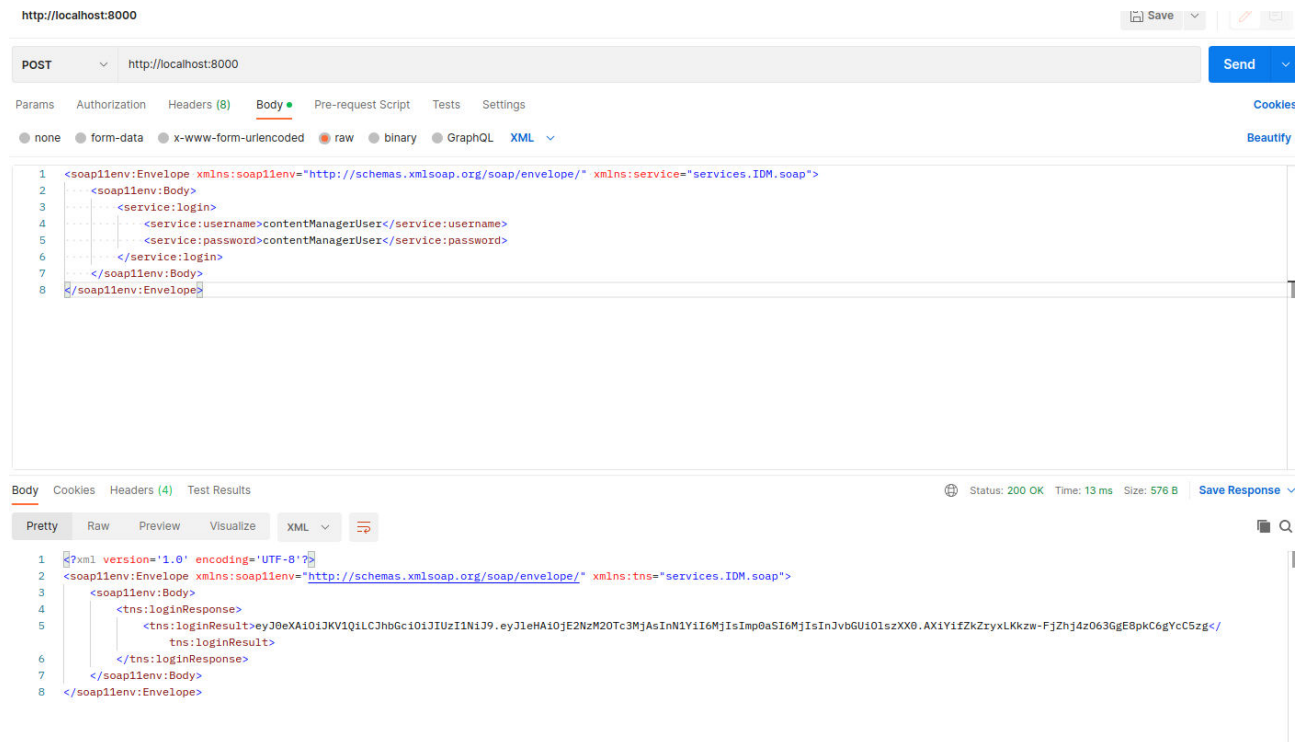 http://localhost:8000
Save
POST http://localhost:8000 Send
Params Authorization Headers (8) Body Pre-request Script Tests Settings Cookies
none form-data x-www-form-urlencoded raw binary GraphQL XML Beautify
1 <soap11env:Envelope xmlns:soap11env="http://schemas.xmlsoap.org/soap/envelope/" xmlns:service="services.IDM.soap">
2 <soap11env:Body>
3 <service:login>
4 <service:username>contentManagerUser</service:username>
5 <service:password>contentManagerUser</service:password>
6 </service:login>
7 </soap11env:Body>
8 </soap11env:Envelope>
Body Cookies Headers (4) Test Results Status: 200 OK Time: 13 ms Size: 576 B Save Response
Pretty Raw Preview Visualize XML
1 <?xml version='1.0' encoding='UTF-8'?>
2 <soap11env:Envelope xmlns:soap11env="http://schemas.xmlsoap.org/soap/envelope/" xmlns:tns="services.IDM.soap">
3 <soap11env:Body>
4 <tns:loginResponse>
5 <tns:loginResult>eyJ0eXAiOiJKV1QiLCJhbGciOiJIUzI1NiJ9.eyJleHAiOjE2NzM2OTc3MjAsInN1YiI6MjIsImp0aSI6MjIsInJvbGUiOlszXX0.AXiYifZkZryxLKkzw-FjZhj4zO63GgE8pkC6gYcC5zg</
tns:loginResult>
6 </tns:loginResponse>
7 </soap11env:Body>
8 </soap11env:Envelope>